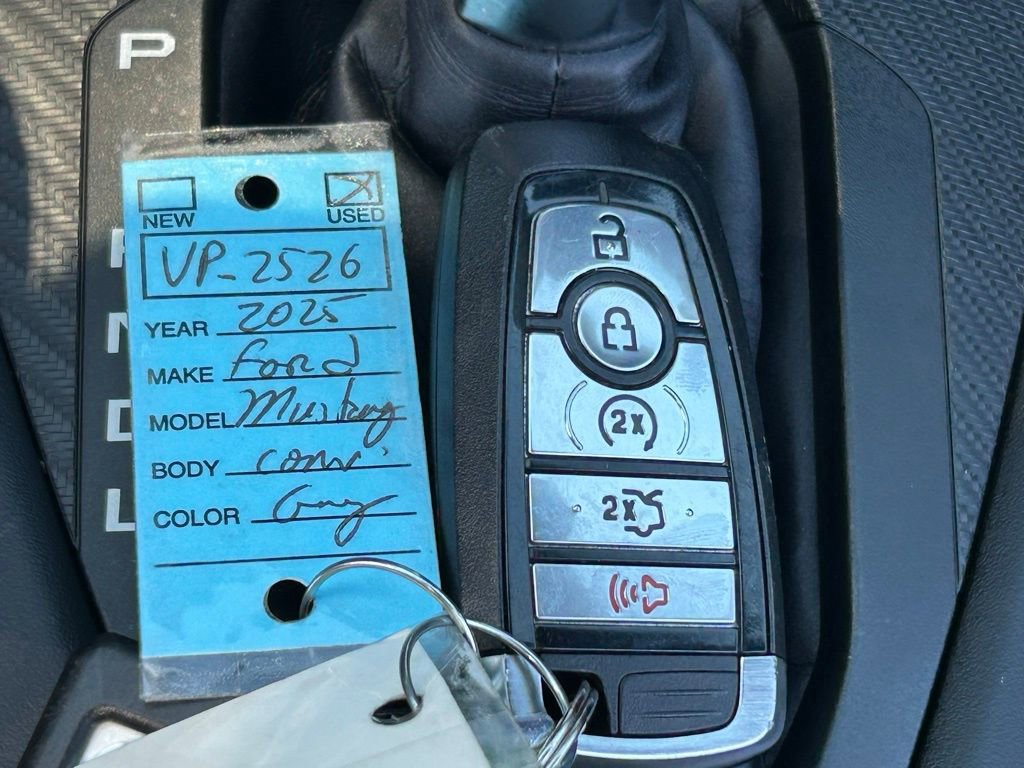 P
NEW USED
VP-2526
YEAR 2025
MAKE Ford
MODEL Mustang
BODY conv.
COLOR Gray
N
D
L
2x
2x